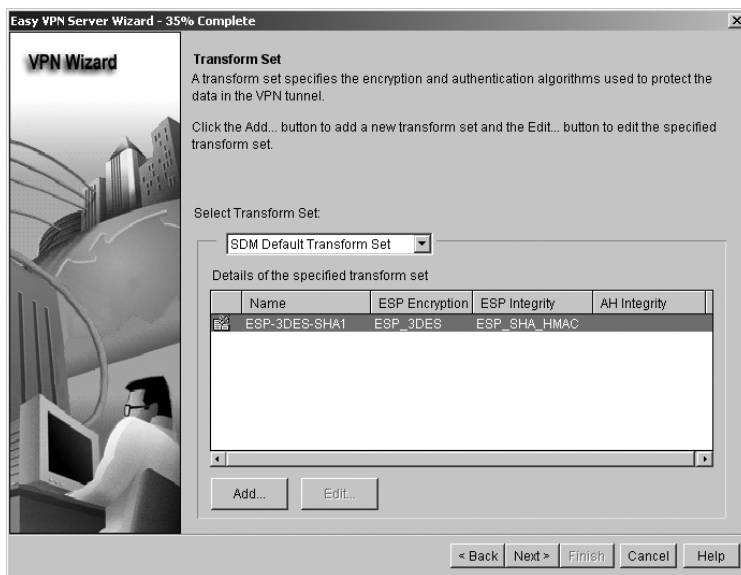 Easy VPN Server Wizard - 35% Complete
VPN Wizard
Transform Set
A transform set specifies the encryption and authentication algorithms used to protect the
data in the VPN tunnel.
Click the Add... button to add a new transform set and the Edit... button to edit the specified
transform set.
Select Transform Set:
SDM Default Transform Set
Details of the specified transform set
Name ESP Encryption ESP Integrity AH Integrity
ESP-3DES-SHA1 ESP_3DES ESP_SHA_HMAC
Add... Edit...
< Back Next > Finish Cancel Help